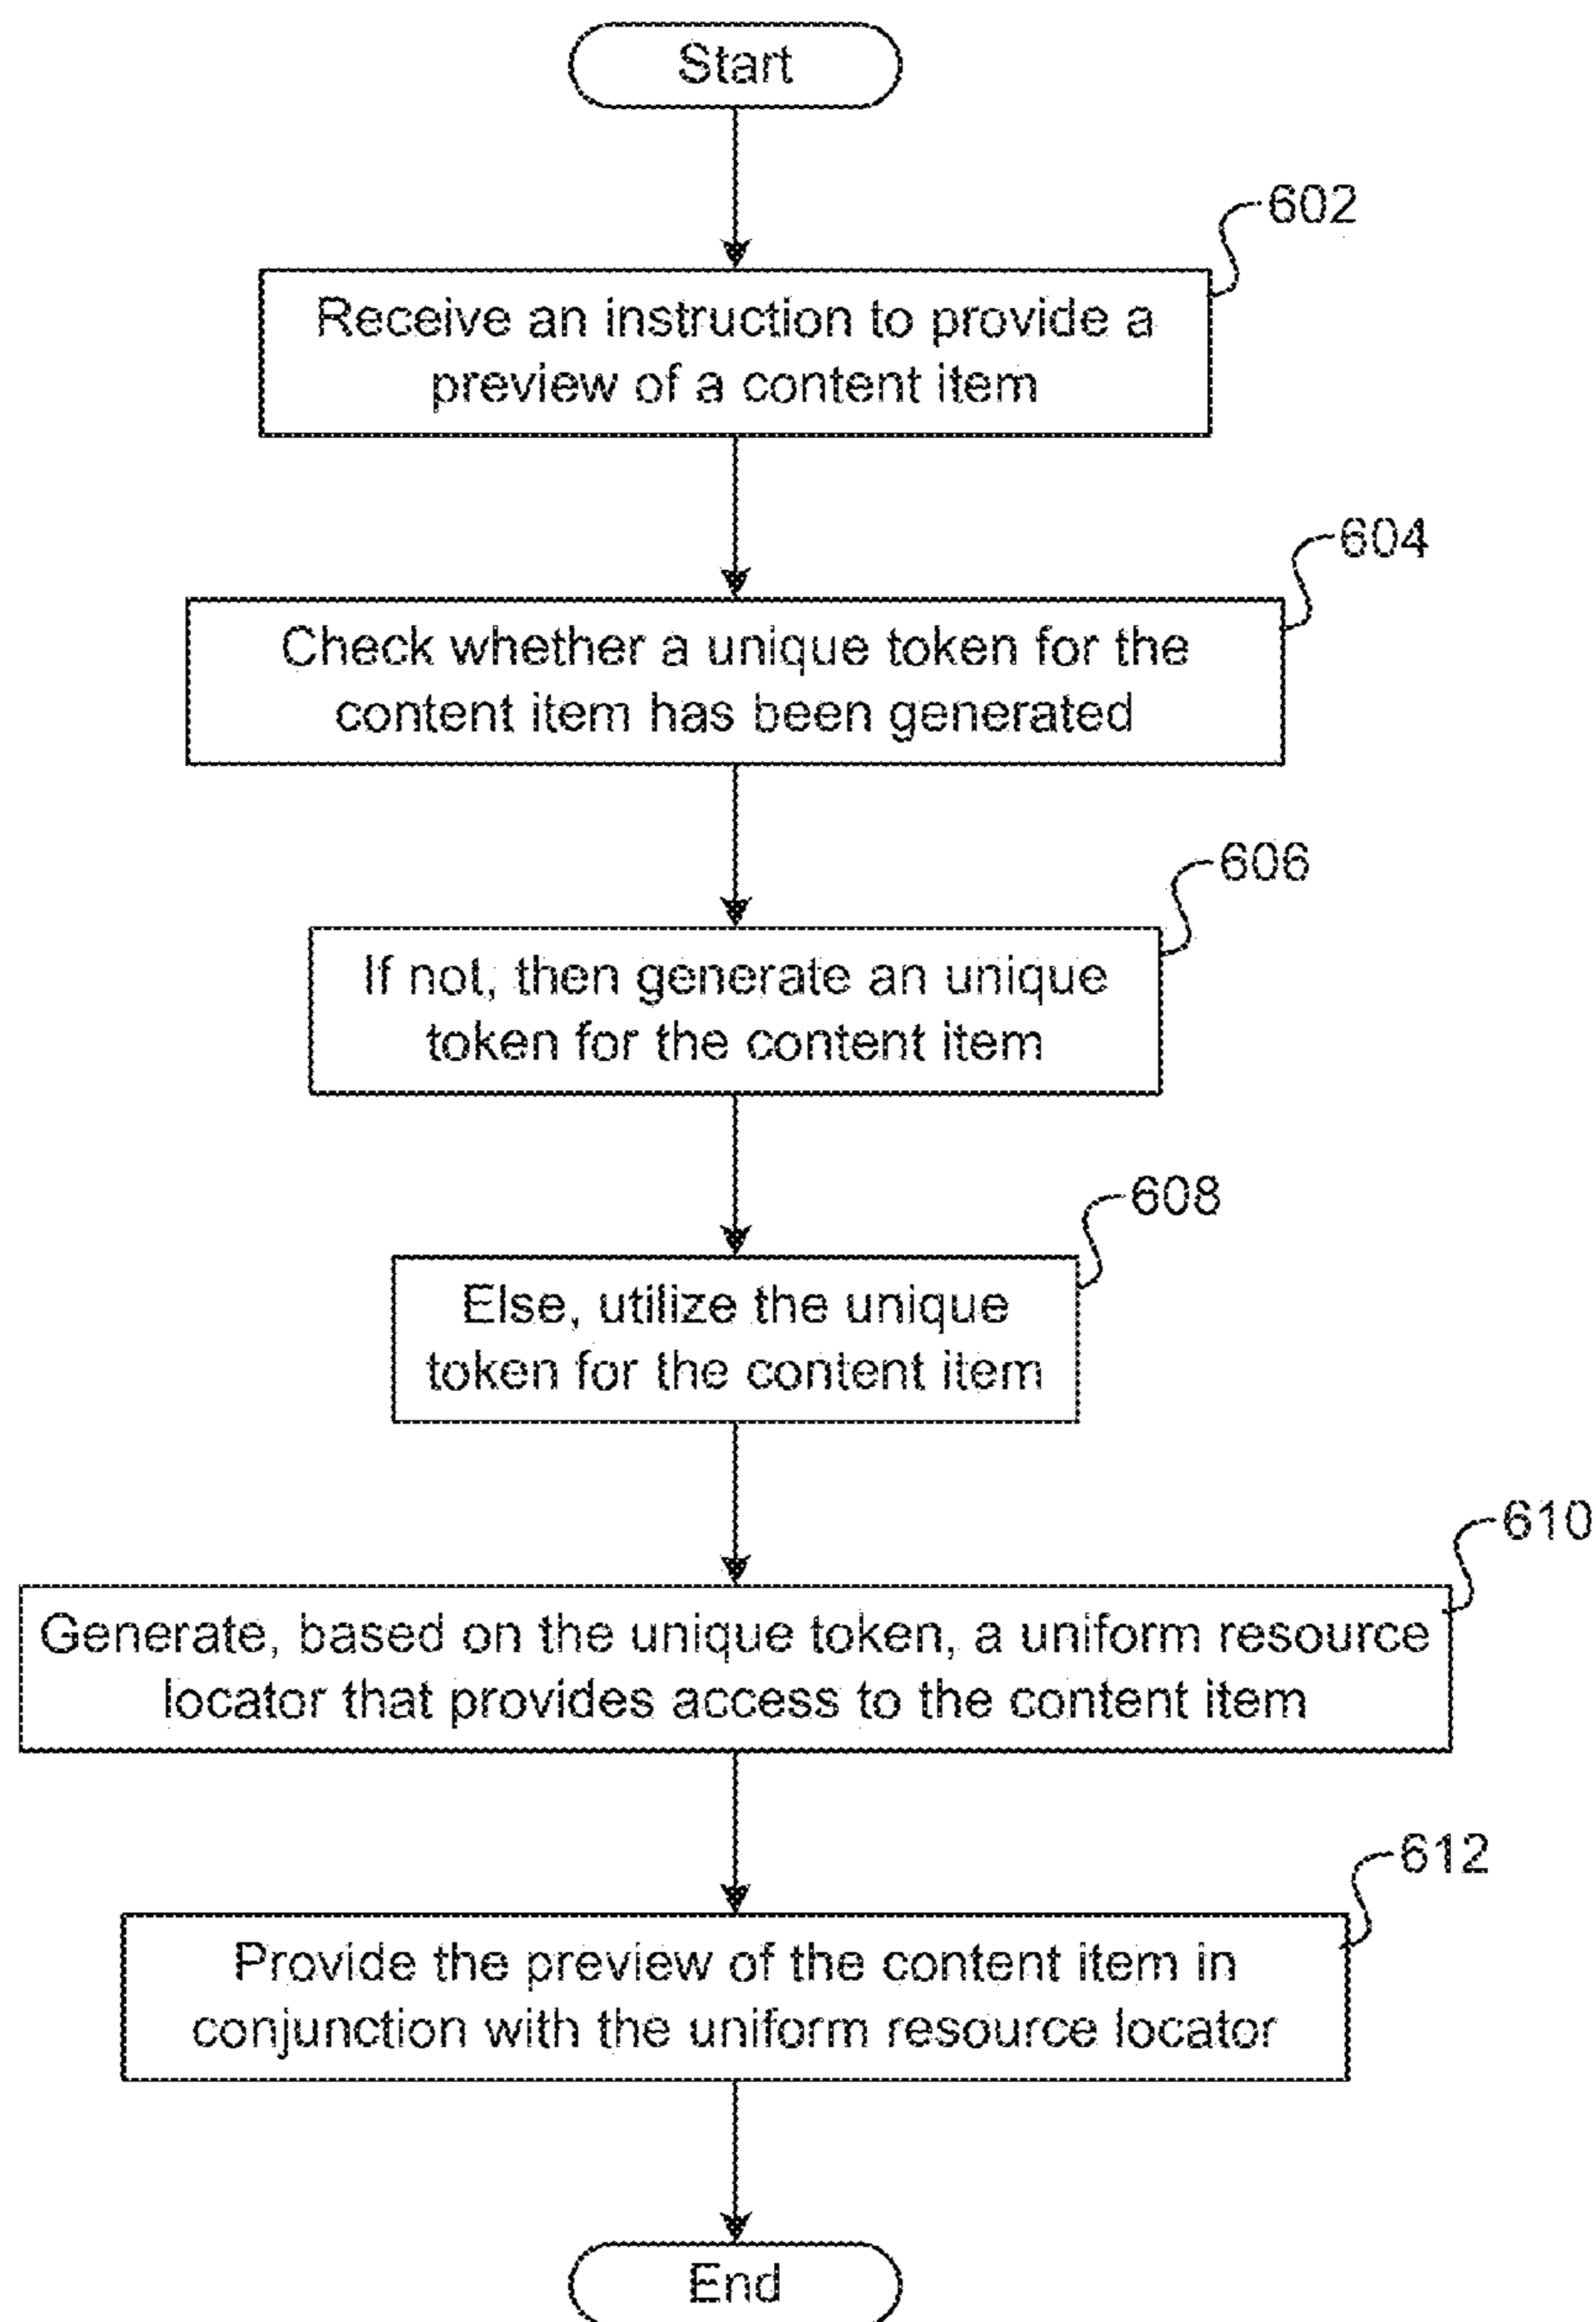 Start
602
Receive an instruction to provide a
preview of a content item
604
Check whether a unique token for the
content item has been generated
606
If not, then generate an unique
token for the content item
608
Else, utilize the unique
token for the content item
610
Generate, based on the unique token, a uniform resource
locator that provides access to the content item
612
Provide the preview of the content item in
conjunction with the uniform resource locator
End